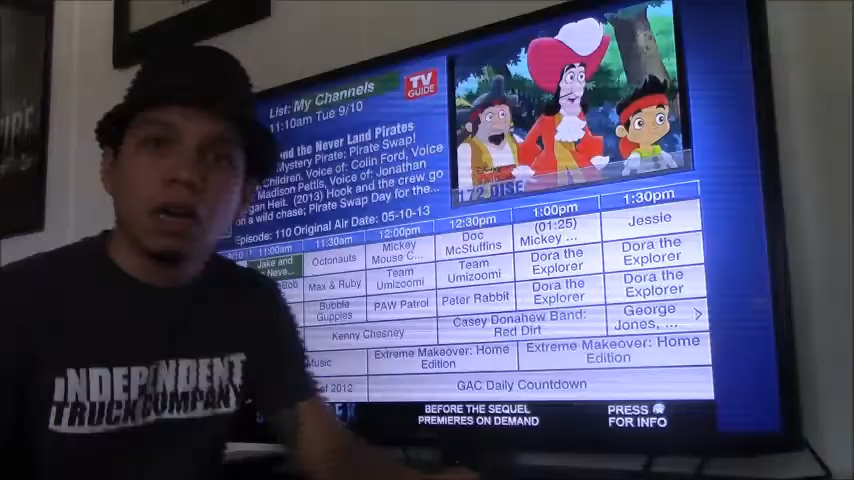 List: My Channels
11:10am Tue 9/10
TV
GUIDE
and the Never Land Pirates
Mystery Pirate; Pirate Swap!
Children. Voice of: Colin Ford, Voice
Madison Pettis, Voice of: Jonathan
Heit. (2013) Hook and the crew go
on a wild chase; Pirate Swap Day for the...
Episode: 110 Original Air Date: 05-10-13
172 DISE
9/10 11:00am 11:30am 12:00pm 12:30pm 1:00pm 1:30pm
Jake and
Neve...
Octonauts
Mickey
Mouse C...
Doc
McStuffins
(01:25)
Mickey ...
Jessie
Bob
Max & Ruby
Team
Umizoomi
Team
Umizoomi
Dora the
Explorer
Dora the
Explorer
Bubble
Guppies
PAW Patrol
Peter Rabbit
Dora the
Explorer
Dora the
Explorer
Kenny Chesney
Casey Donahew Band:
Red Dirt
George
Jones, ...
Music
Extreme Makeover: Home
Edition
Extreme Makeover: Home
Edition
of 2012
GAC Daily Countdown
BEFORE THE SEQUEL
PREMIERES ON DEMAND
PRESS
FOR INFO
INDEPENDENT
TRUCK COMPANY